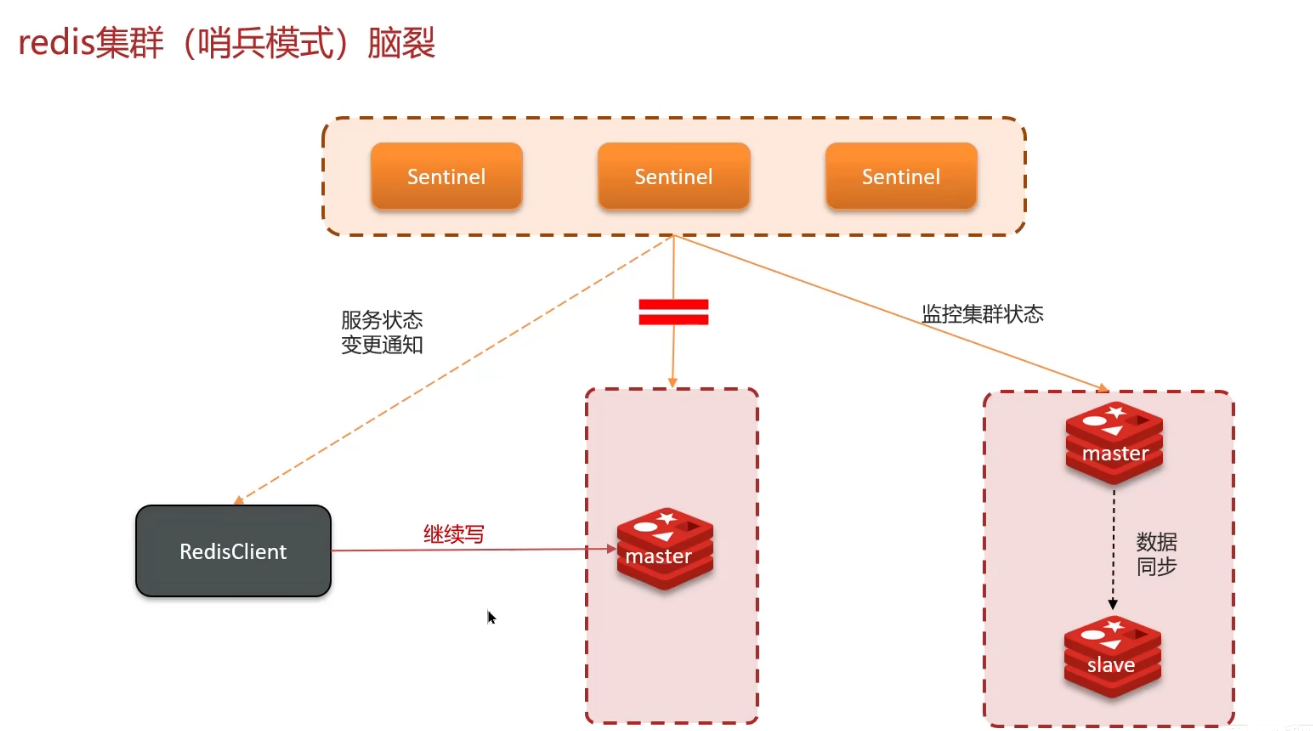 redis集群（哨兵模式）脑裂
Sentinel
Sentinel
Sentinel
服务状态
变更通知
监控集群状态
RedisClient
继续写
master
master
数据
同步
slave